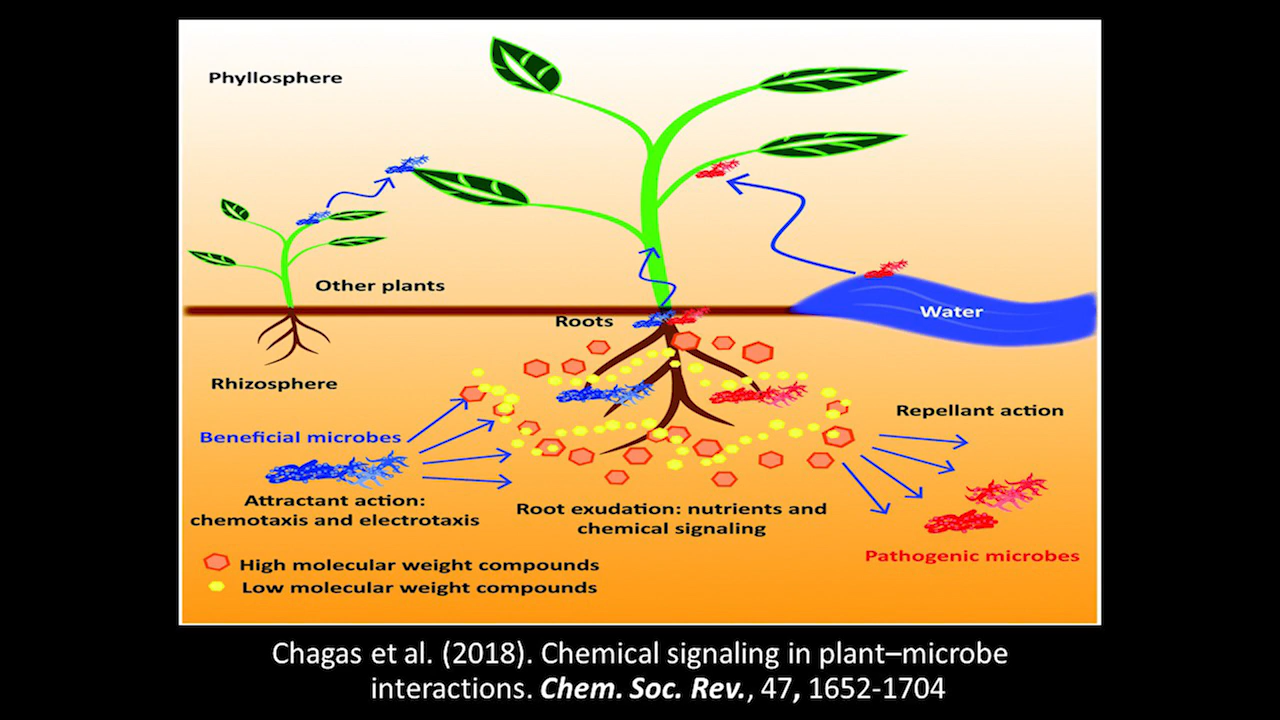 Phyllosphere
Other plants
Roots
Water
Rhizosphere
Repellant action
Beneficial microbes
Attractant action:
chemotaxis and electrotaxis
Root exudation: nutrients and
chemical signaling
Pathogenic microbes
High molecular weight compounds
Low molecular weight compounds
Chagas et al. (2018). Chemical signaling in plant–microbe
interactions. Chem. Soc. Rev., 47, 1652-1704